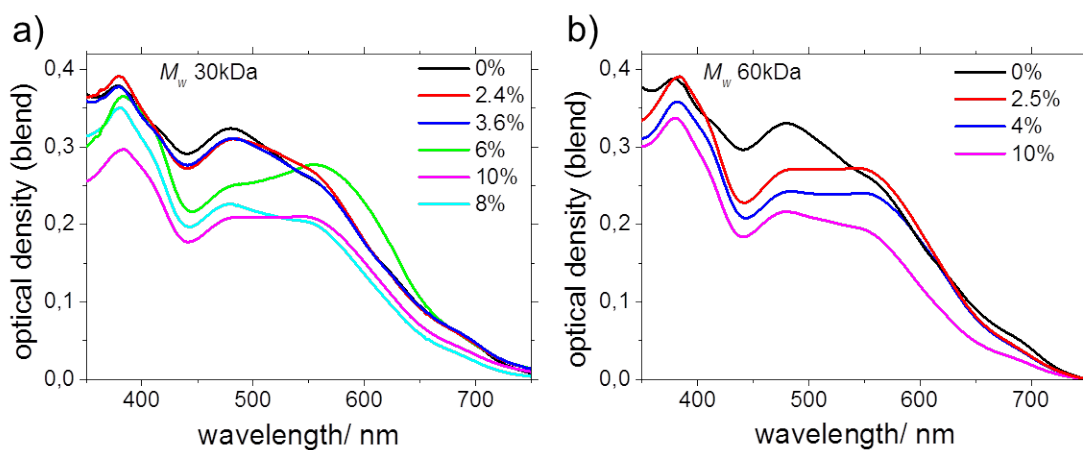 a)
M_w 30kDa
0%
2.4%
3.6%
6%
10%
8%
0,4
0,3
0,2
0,1
0,0
optical density (blend)
400 500 600 700
wavelength/ nm
b)
M_w 60kDa
0%
2.5%
4%
10%
0,4
0,3
0,2
0,1
0,0
optical density (blend)
400 500 600 700
wavelength/ nm